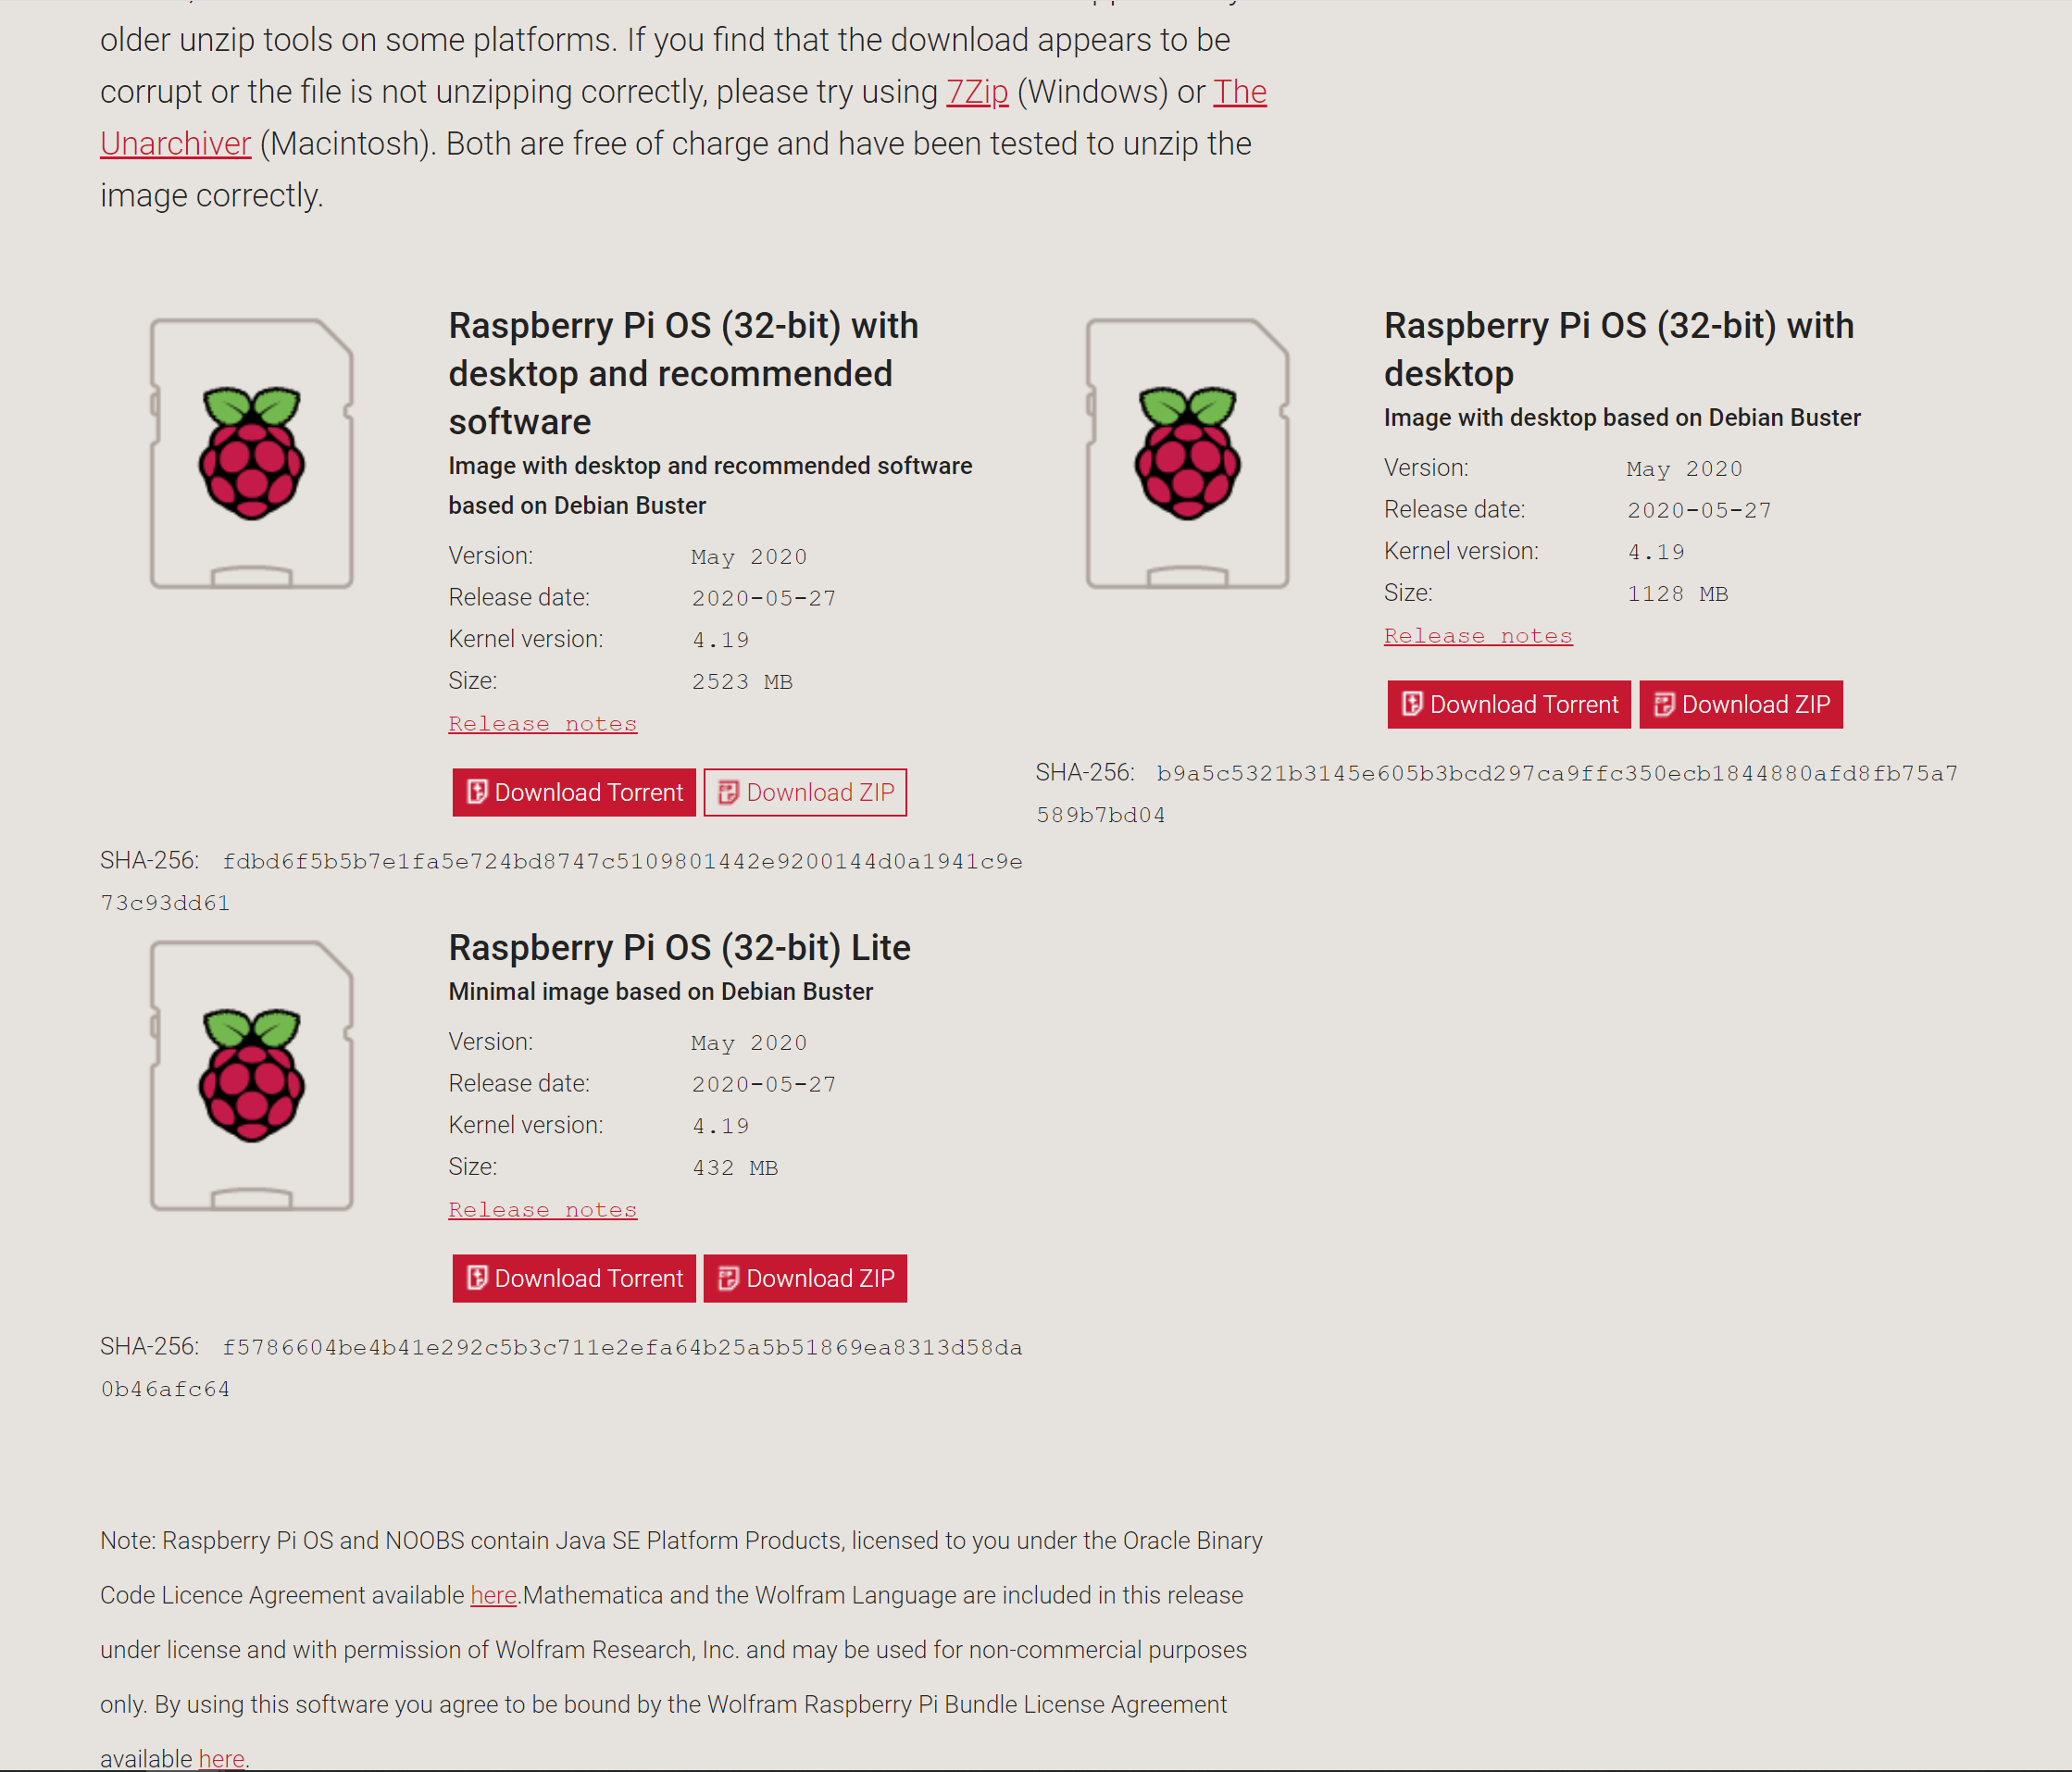 older unzip tools on some platforms. If you find that the download appears to be
corrupt or the file is not unzipping correctly, please try using 7Zip (Windows) or The
Unarchiver (Macintosh). Both are free of charge and have been tested to unzip the
image correctly.
Raspberry Pi OS (32-bit) with
desktop and recommended
software
Image with desktop and recommended software
based on Debian Buster
Version: May 2020
Release date: 2020-05-27
Kernel version: 4.19
Size: 2523 MB
Release notes
Download Torrent Download ZIP
SHA-256: fdbd6f5b5b7e1fa5e724bd8747c5109801442e9200144d0a1941c9e
73c93dd61
Raspberry Pi OS (32-bit) with
desktop
Image with desktop based on Debian Buster
Version: May 2020
Release date: 2020-05-27
Kernel version: 4.19
Size: 1128 MB
Release notes
Download Torrent Download ZIP
SHA-256: b9a5c5321b3145e605b3bcd297ca9ffc350ecb1844880afd8fb75a7
589b7bd04
Raspberry Pi OS (32-bit) Lite
Minimal image based on Debian Buster
Version: May 2020
Release date: 2020-05-27
Kernel version: 4.19
Size: 432 MB
Release notes
Download Torrent Download ZIP
SHA-256: f5786604be4b41e292c5b3c711e2efa64b25a5b51869ea8313d58da
0b46afc64
Note: Raspberry Pi OS and NOOBS contain Java SE Platform Products, licensed to you under the Oracle Binary
Code Licence Agreement available here.Mathematica and the Wolfram Language are included in this release
under license and with permission of Wolfram Research, Inc. and may be used for non-commercial purposes
only. By using this software you agree to be bound by the Wolfram Raspberry Pi Bundle License Agreement
available here.